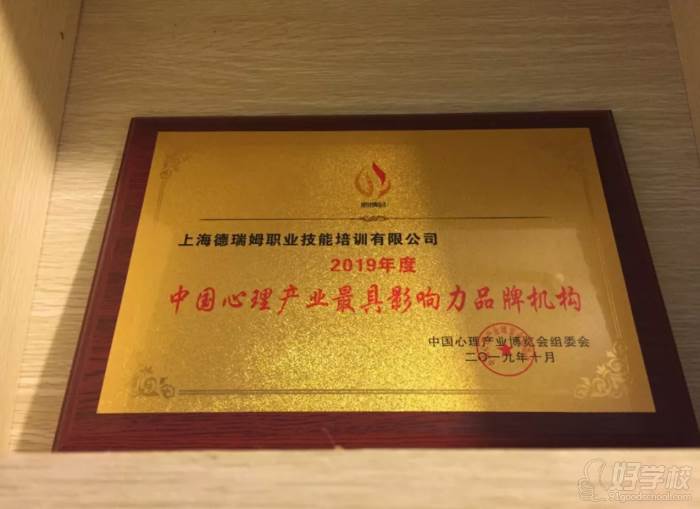 上海德瑞姆职业技能培训有限公司
2019年度
中国心理产业最具影响力品牌机构
中国心理产业博览会组委会
二〇一九年十月
好学校
91goodschool.com